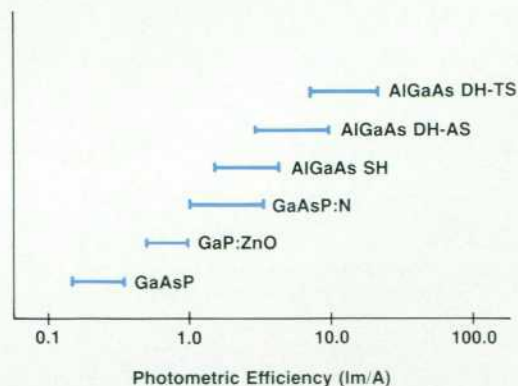 AlGaAs DH-TS
AlGaAs DH-AS
AlGaAs SH
GaAsP:N
GaP:ZnO
GaAsP
0.1 1.0 10.0 100.0
Photometric Efficiency (lm/A)